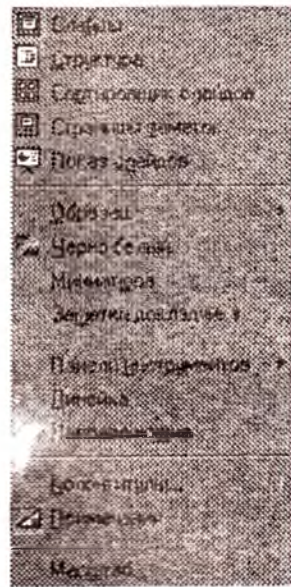 Слайды
Структура
Сортировщик слайдов
Страницы заметок
Показ слайдов
Образец
Черно-белый
Миниатюра
Заметки докладчика
Панели инструментов
Линейка
Направляющие
Колонтитулы...
Масштаб...